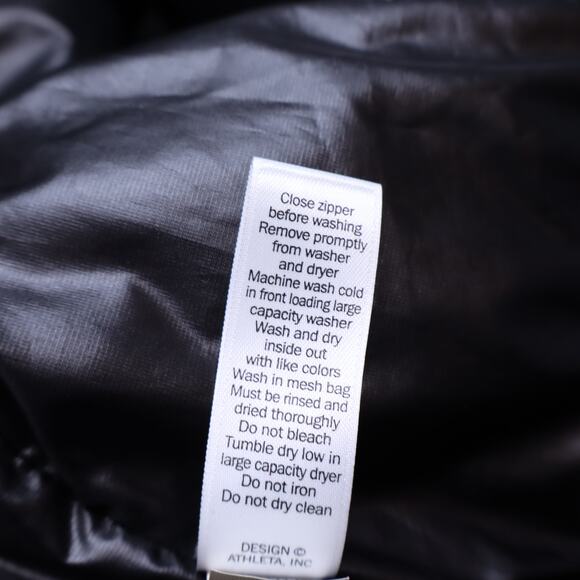 Close zipper
before washing
Remove promptly
from washer
and dryer
Machine wash cold
in front loading large
capacity washer
Wash and dry
inside out
with like colors
Wash in mesh bag
Must be rinsed and
dried thoroughly
Do not bleach
Tumble dry low in
large capacity dryer
Do not iron
Do not dry clean
DESIGN ©
ATHLETA, INC